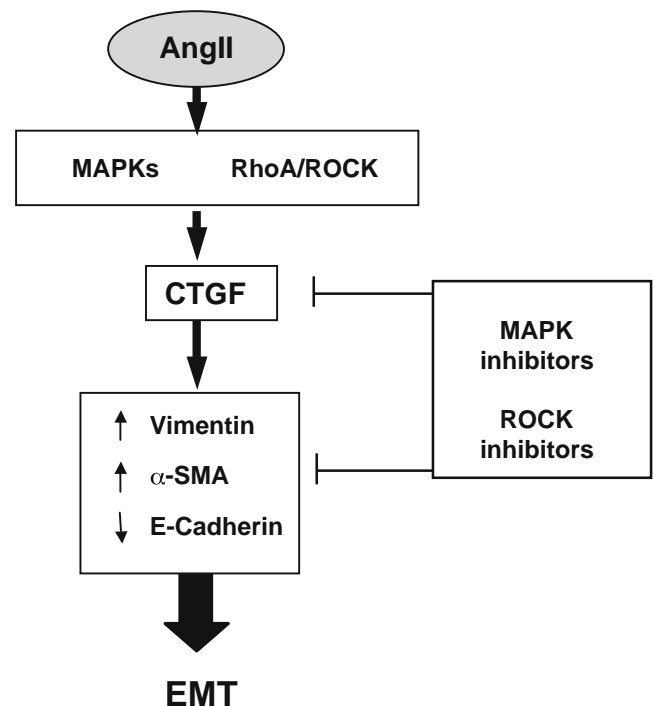 AngII
MAPKs RhoA/ROCK
CTGF
MAPK
inhibitors
ROCK
inhibitors
Vimentin
α-SMA
E-Cadherin
EMT